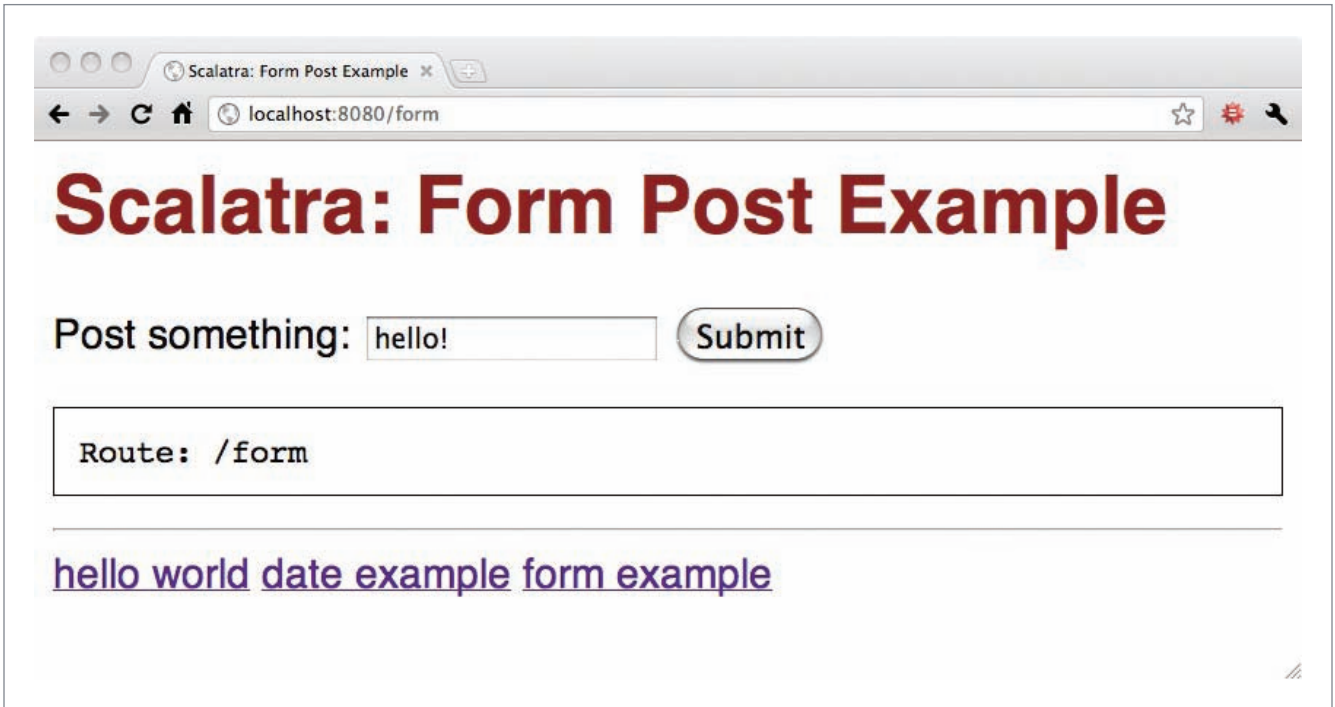 Scalatra: Form Post Example
localhost:8080/form
Scalatra: Form Post Example
Post something: hello! Submit
Route: /form
hello world date example form example